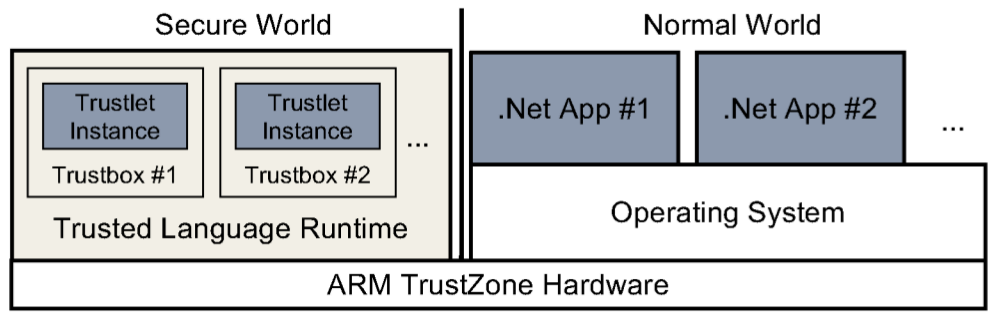 Secure World
Normal World
Trustlet
Instance
Trustbox #1
Trustlet
Instance
Trustbox #2
...
Trusted Language Runtime
.Net App #1
.Net App #2
...
Operating System
ARM TrustZone Hardware